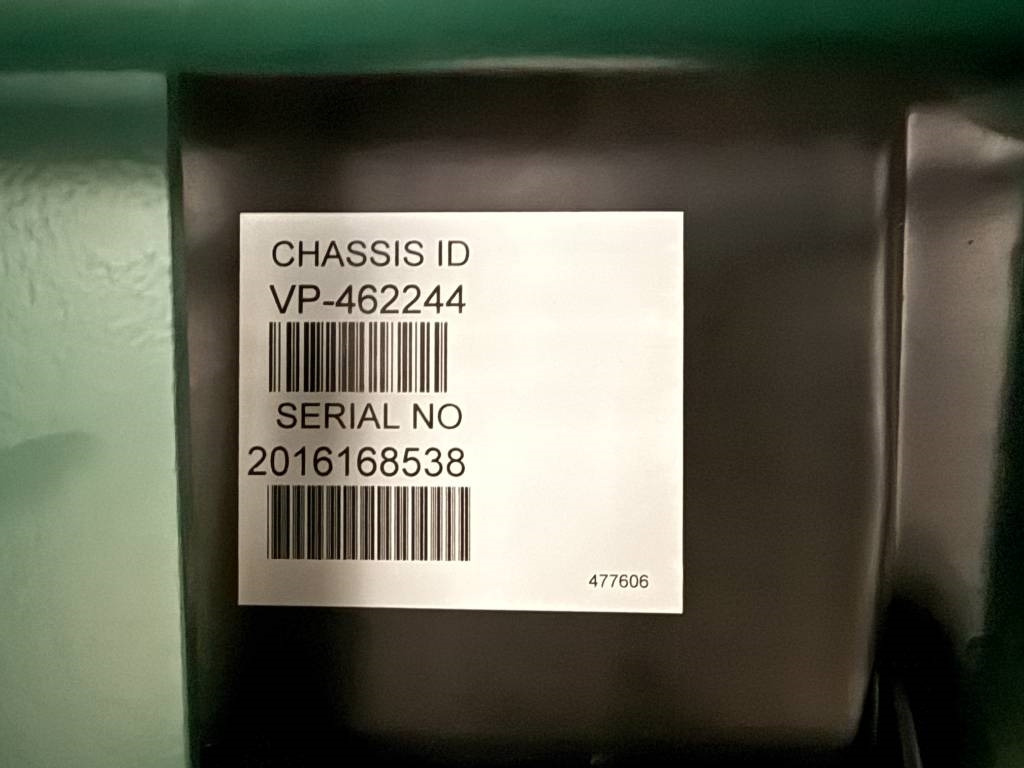 CHASSIS ID
VP-462244
SERIAL NO
2016168538
477606